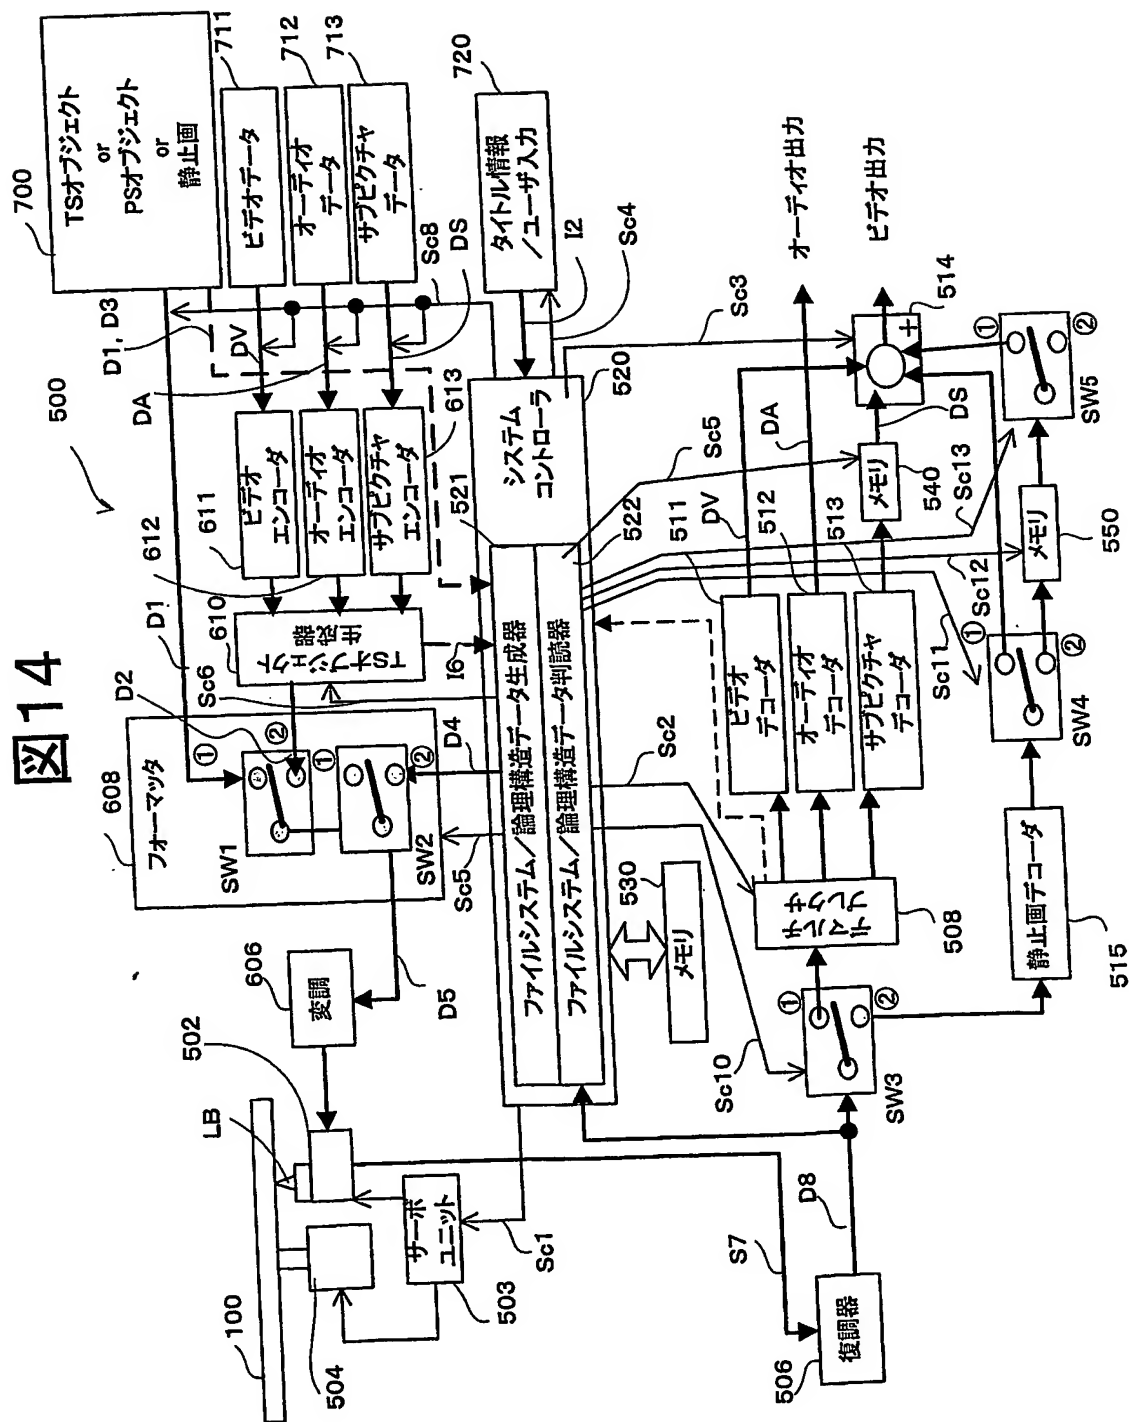 図14
700
TSオブジェクト
or
PSオブジェクト
or
静止画
711
ビデオデータ
712
オーディオ
データ
713
サブピクチャ
データ
720
タイトル情報
/ユーザ入力
I2
Sc4
Sc8
DS
D1, D3
DV
DA
500
613
611
ビデオ
エンコーダ
612
オーディオ
エンコーダ
サブピクチャ
エンコーダ
D1
610
TSオブジェクト
生成器
I6
Sc6
D2
608
フォーマッタ
①
②
SW1
①
②
SW2
D4
Sc5
D5
606
変調
502
LB
100
504
サーボ
ユニット
503
Sc1
S7
506
復調器
D8
520
システム
コントローラ
521
ファイルシステム/論理構造データ生成器
522
ファイルシステム/論理構造データ判読器
530
メモリ
Sc2
Sc10
SW3
①
②
508
デマルチ
プレクサ
511
ビデオ
デコーダ
512
オーディオ
デコーダ
513
サブピクチャ
デコーダ
DV
DA
Sc5
Sc3
オーディオ出力
ビデオ出力
514
+
DS
メモリ
540
Sc13
Sc12
Sc11
515
静止画デコーダ
SW4
①
②
メモリ
550
SW5
①
②